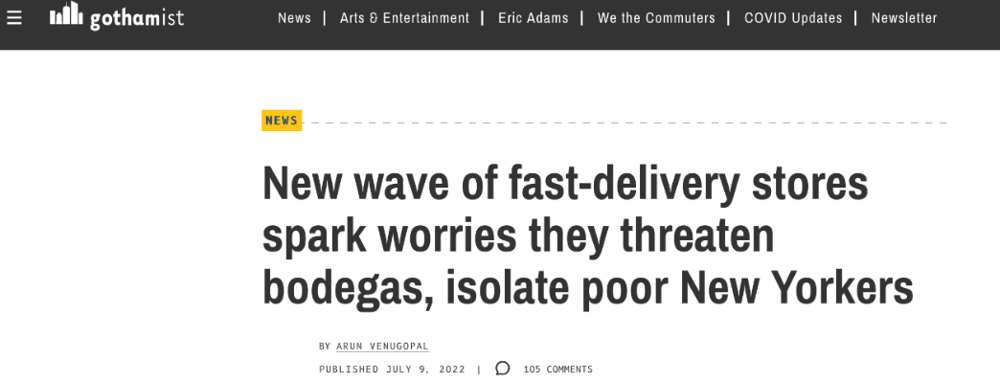 gothamist News | Arts & Entertainment | Eric Adams | We the Commuters | COVID Updates | Newsletter
NEWS
New wave of fast-delivery stores
spark worries they threaten
bodegas, isolate poor New Yorkers
BY ARUN VENUGOPAL
PUBLISHED JULY 9, 2022 | 105 COMMENTS